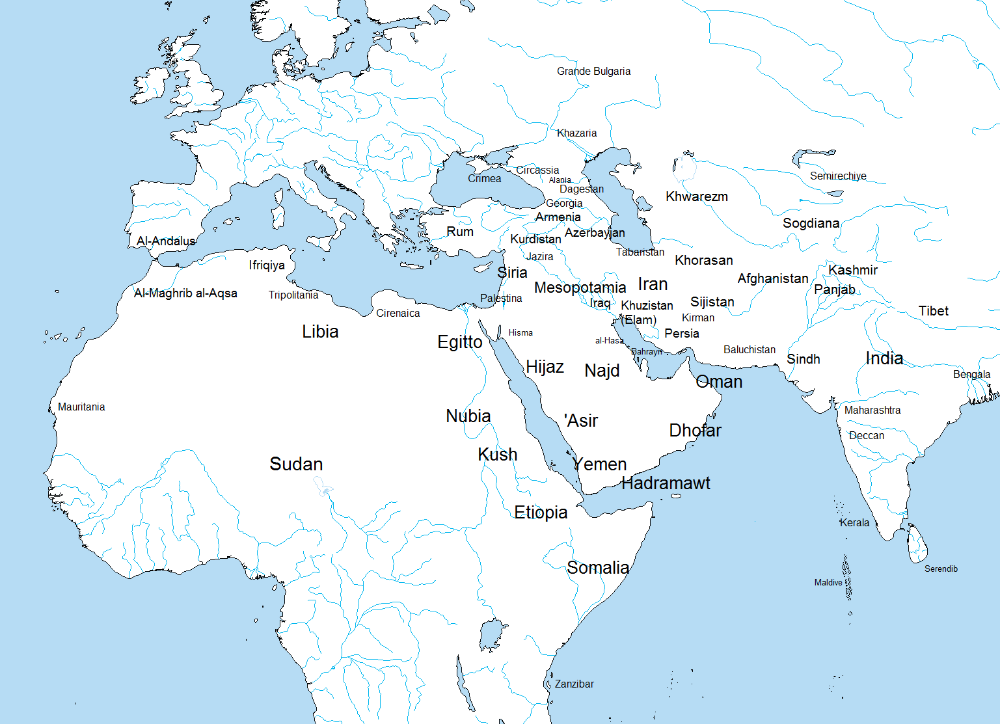 Grande Bulgaria
Khazaria
Circassia
Crimea
Alania
Dagestan
Semirechiye
Khwarezm
Georgia
Armenia
Sogdiana
Rum
Azerbayjan
Kurdistan
Al-Andalus
Tabaristan
Jazira
Khorasan
Ifriqiya
Kashmir
Siria
Afghanistan
Mesopotamia
Iran
Panjab
Al-Maghrib al-Aqsa
Tripolitania
Palestina
Iraq
Khuzistan
(Elam)
Sijistan
Tibet
Cirenaica
Kirman
Libia
Hisma
Persia
Egitto
al-Hasa
Bahrayn
Baluchistan
Sindh
India
Hijaz
Najd
Bengala
Oman
Mauritania
Maharashtra
Nubia
'Asir
Dhofar
Deccan
Kush
Sudan
Yemen
Hadramawt
Etiopia
Kerala
Somalia
Serendib
Maldive
Zanzibar